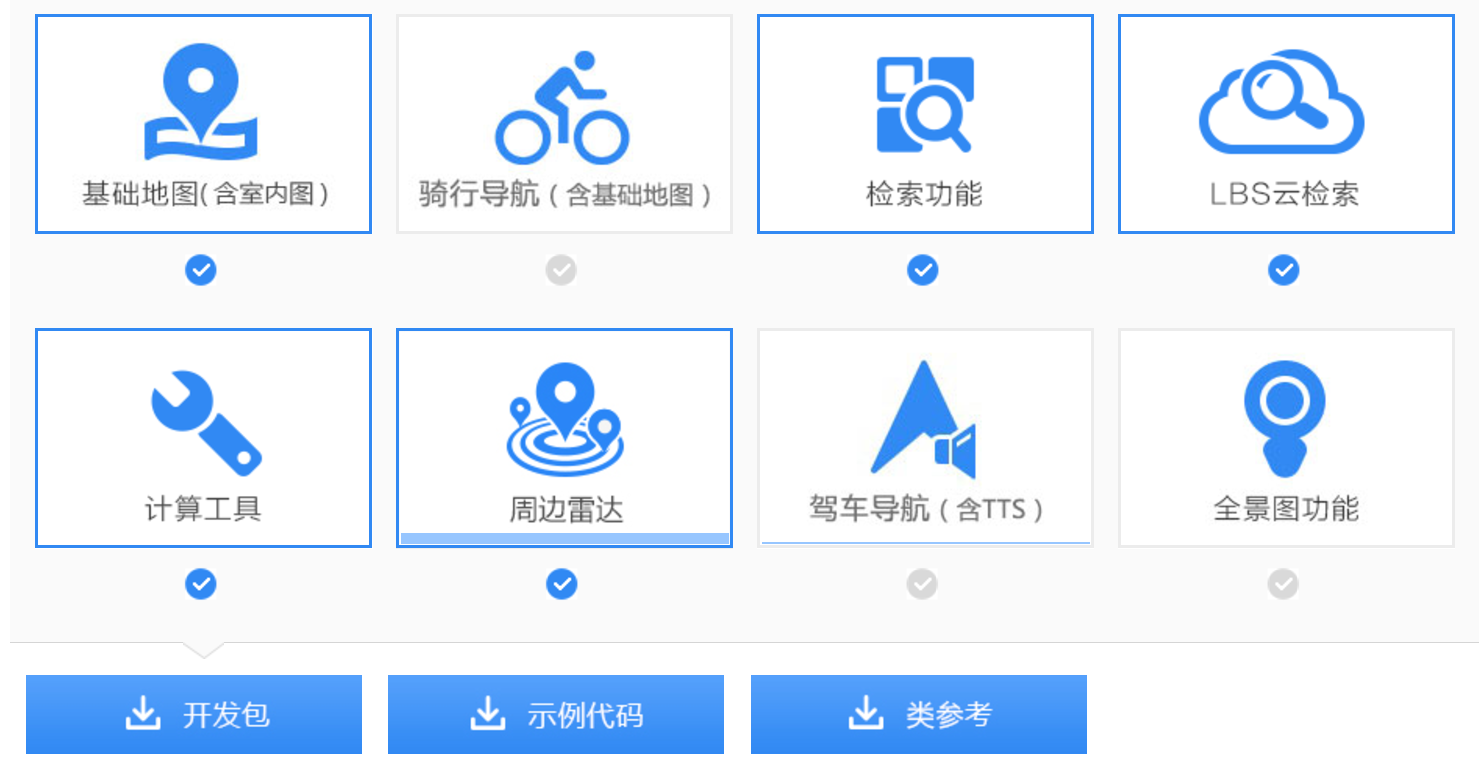 基础地图(含室内图)
骑行导航(含基础地图)
检索功能
LBS云检索
计算工具
周边雷达
驾车导航(含TTS)
全景图功能
开发包
示例代码
类参考